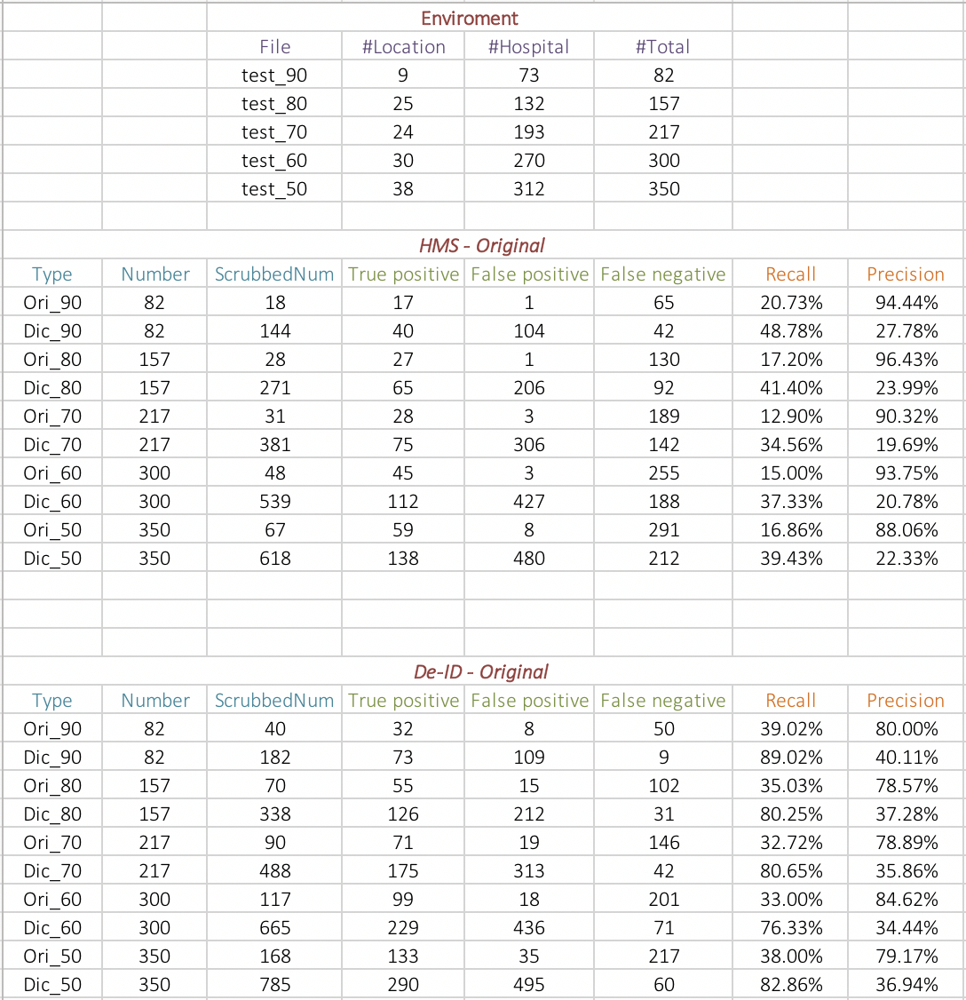 Enviroment
File #Location #Hospital #Total
test_90 9 73 82
test_80 25 132 157
test_70 24 193 217
test_60 30 270 300
test_50 38 312 350
HMS - Original
Type Number ScrubbedNum True positive False positive False negative Recall Precision
Ori_90 82 18 17 1 65 20.73% 94.44%
Dic_90 82 144 40 104 42 48.78% 27.78%
Ori_80 157 28 27 1 130 17.20% 96.43%
Dic_80 157 271 65 206 92 41.40% 23.99%
Ori_70 217 31 28 3 189 12.90% 90.32%
Dic_70 217 381 75 306 142 34.56% 19.69%
Ori_60 300 48 45 3 255 15.00% 93.75%
Dic_60 300 539 112 427 188 37.33% 20.78%
Ori_50 350 67 59 8 291 16.86% 88.06%
Dic_50 350 618 138 480 212 39.43% 22.33%
De-ID - Original
Type Number ScrubbedNum True positive False positive False negative Recall Precision
Ori_90 82 40 32 8 50 39.02% 80.00%
Dic_90 82 182 73 109 9 89.02% 40.11%
Ori_80 157 70 55 15 102 35.03% 78.57%
Dic_80 157 338 126 212 31 80.25% 37.28%
Ori_70 217 90 71 19 146 32.72% 78.89%
Dic_70 217 488 175 313 42 80.65% 35.86%
Ori_60 300 117 99 18 201 33.00% 84.62%
Dic_60 300 665 229 436 71 76.33% 34.44%
Ori_50 350 168 133 35 217 38.00% 79.17%
Dic_50 350 785 290 495 60 82.86% 36.94%